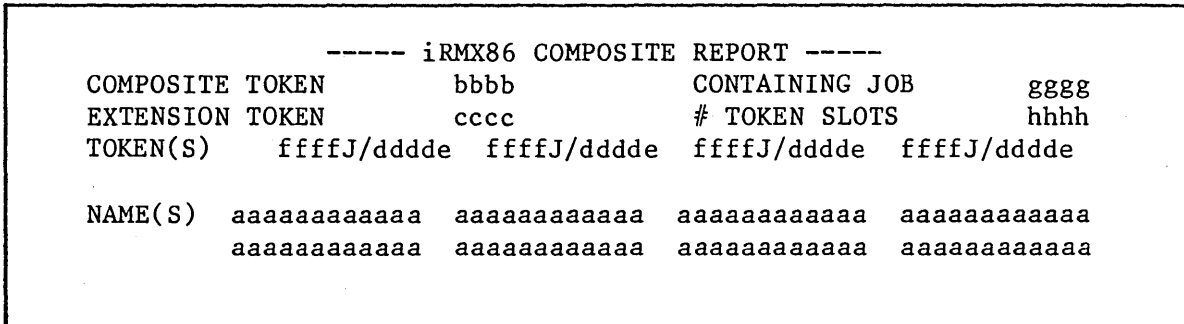 ----- iRMX86 COMPOSITE REPORT -----
COMPOSITE TOKEN bbbb CONTAINING JOB gggg
EXTENSION TOKEN cccc # TOKEN SLOTS hhhh
TOKEN(S) ffffJ/dddde ffffJ/dddde ffffJ/dddde ffffJ/dddde
NAME(S) aaaaaaaaaaaa aaaaaaaaaaaa aaaaaaaaaaaa aaaaaaaaaaaa
aaaaaaaaaaaa aaaaaaaaaaaa aaaaaaaaaaaa aaaaaaaaaaaa